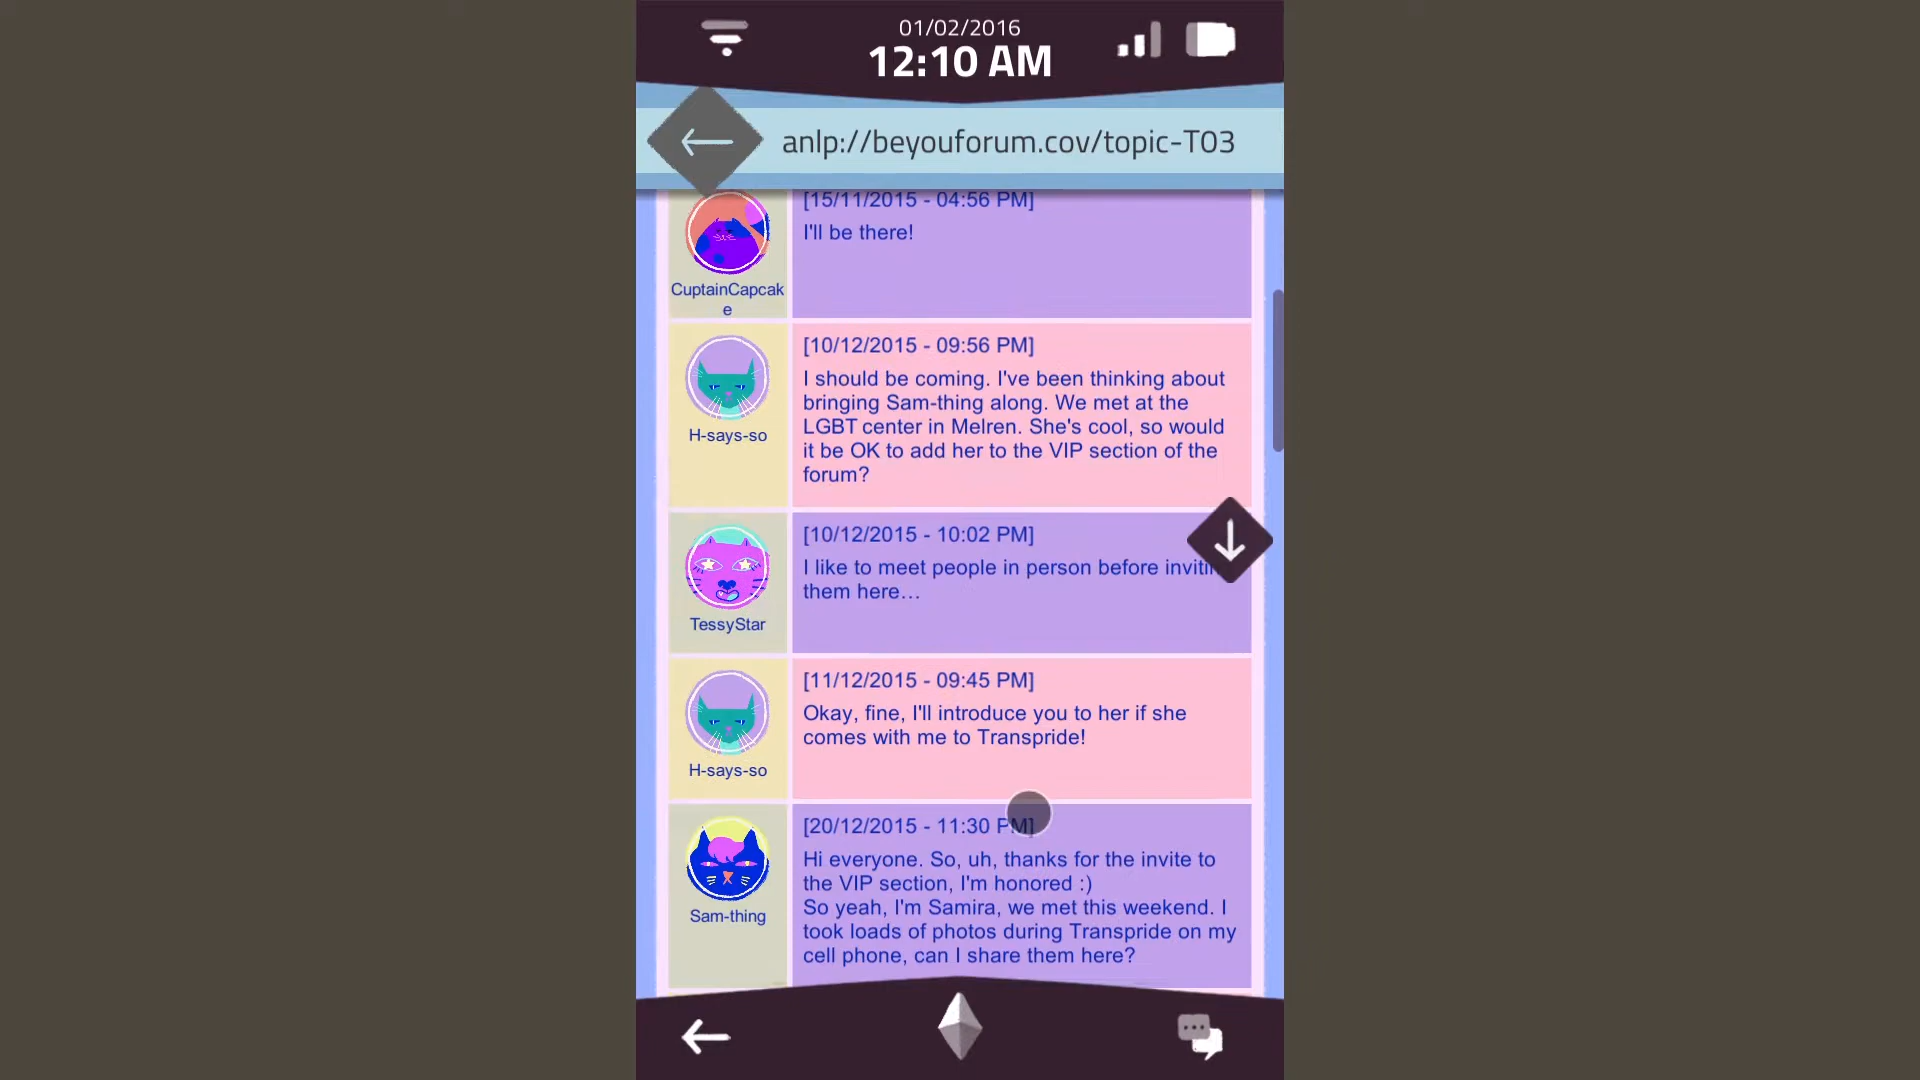 01/02/2016
12:10 AM
anlp://beyouforum.cov/topic-T03
[15/11/2015 - 04:56 PM]
I'll be there!
CuptainCapcak
e
[10/12/2015 - 09:56 PM]
I should be coming. I've been thinking about
bringing Sam-thing along. We met at the
LGBT center in Melren. She's cool, so would
it be OK to add her to the VIP section of the
forum?
H-says-so
[10/12/2015 - 10:02 PM]
I like to meet people in person before
them here…
TessyStar
[11/12/2015 - 09:45 PM]
Okay, fine, I'll introduce you to her if she
comes with me to Transpride!
H-says-so
[20/12/2015 - 11:30 PM]
Hi everyone. So, uh, thanks for the invite to
the VIP section, I'm honored :)
So yeah, I'm Samira, we met this weekend. I
took loads of photos during Transpride on my
cell phone, can I share them here?
Sam-thing